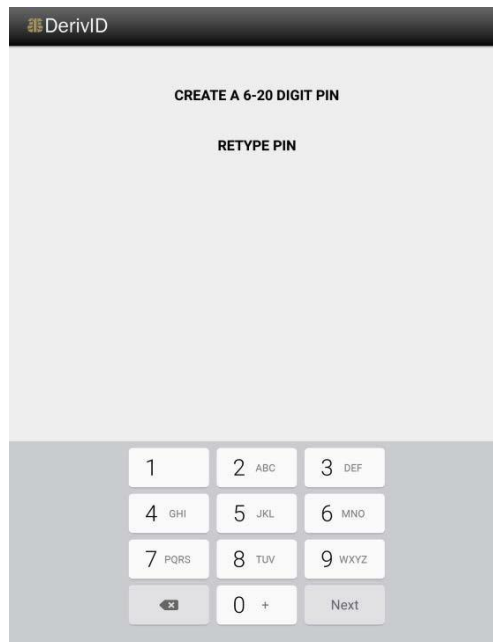 DerivID
CREATE A 6-20 DIGIT PIN
RETYPE PIN
1 2 ABC 3 DEF
4 GHI 5 JKL 6 MNO
7 PQRS 8 TUV 9 WXYZ
0 + Next